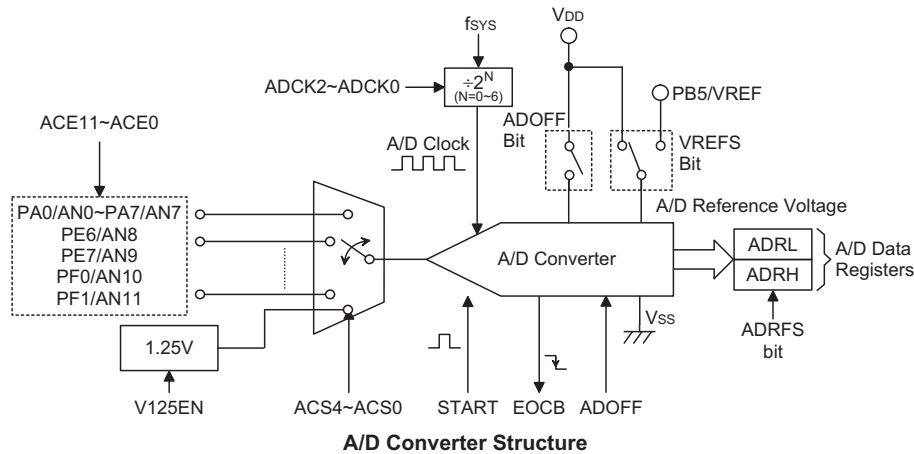 fSYS
VDD
ADCK2~ADCK0
÷2^N
(N=0~6)
PB5/VREF
ADOFF
Bit
VREFS
Bit
ACE11~ACE0
A/D Clock
PA0/AN0~PA7/AN7
PE6/AN8
PE7/AN9
PF0/AN10
PF1/AN11
A/D Reference Voltage
A/D Converter
ADRL
ADRH
A/D Data
Registers
VSS
ADRFS
bit
1.25V
V125EN
ACS4~ACS0
START
EOCB
ADOFF
A/D Converter Structure